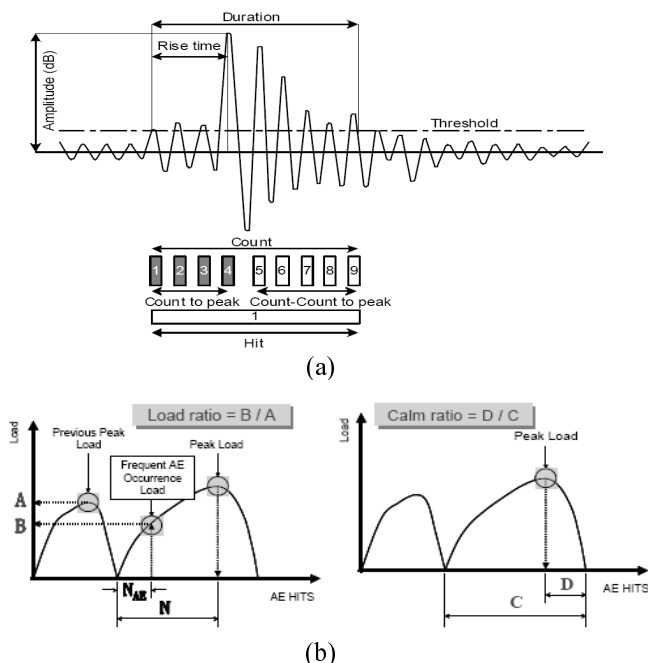 Duration
Rise time
Amplitude (dB)
Threshold
Count
1 2 3 4 5 6 7 8 9
Count to peak Count-Count to peak
1
Hit
(a)
Load ratio = B / A
Load
Previous Peak
Load
Peak Load
Frequent AE
Occurrence
Load
A
B
N_AE
N
AE HITS
Calm ratio = D / C
Load
Peak Load
D
C
AE HITS
(b)